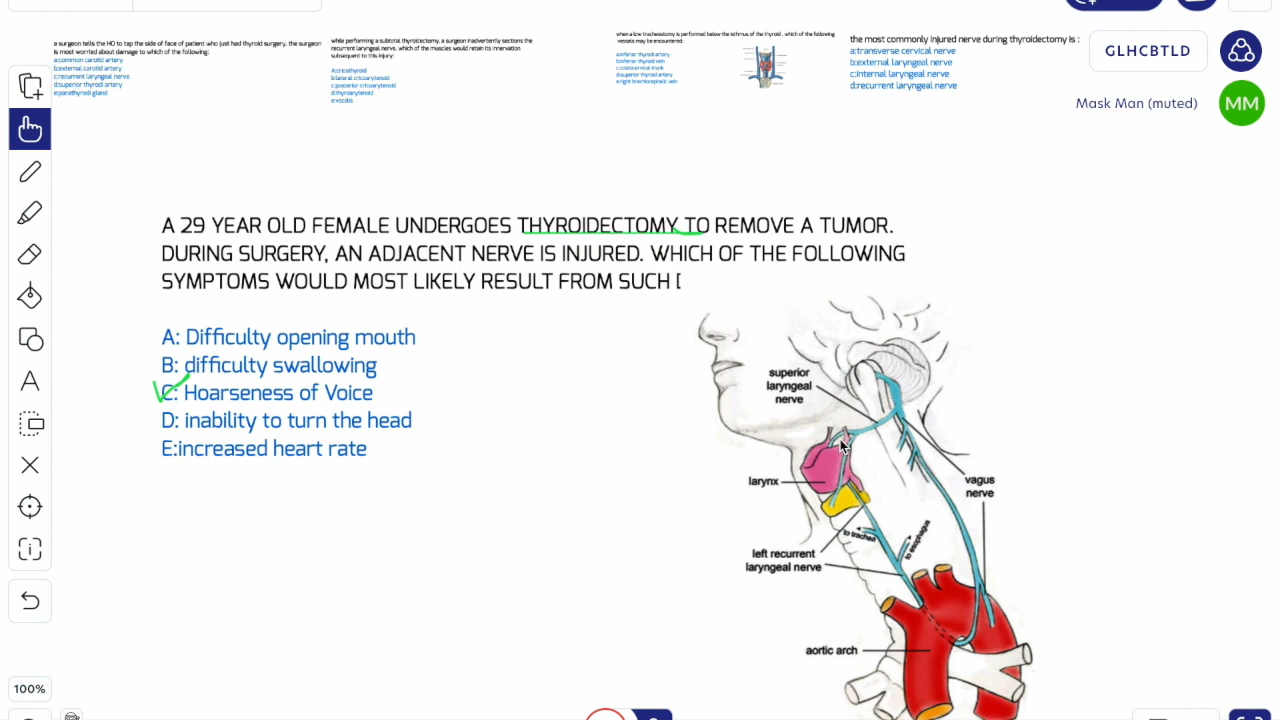 a surgeon tells the HO to tap the side of face of patient who just had thyroid surgery. the surgeon
is most worried about damage to which of the following:
a:common carotid artery
b:external carotid artery
c:recurrent laryngeal nerve
d:superior thyroid artery
e:parathyrodi gland
while performing a subtotal thyroidectomy, a surgeon inadvertently sections the
recurrent laryngeal nerve. which of the muscles would retain its innervation
subsequent to this injury:
A:cricothyroid
b:lateral cricoarytenoid
c:posterior cricoarytenoid
d:thyroarytenoid
e:vocalis
when a low tracheostomy is performed below the isthmus of the thyroid, which of the following
vessels may be encountered:
a:inferior thyroid artery
b:inferior thyroid vein
c:costocervical trunk
d:superior thyroid artery
e:right brachiocephalic vein
the most commonly injured nerve during thyroidectomy is :
a:transverse cervical nerve
b:external laryngeal nerve
c:internal laryngeal nerve
d:recurrent laryngeal nerve
GLHCBTLD
Mask Man (muted)
MM
A 29 YEAR OLD FEMALE UNDERGOES THYROIDECTOMY TO REMOVE A TUMOR.
DURING SURGERY, AN ADJACENT NERVE IS INJURED. WHICH OF THE FOLLOWING
SYMPTOMS WOULD MOST LIKELY RESULT FROM SUCH [
A: Difficulty opening mouth
B: difficulty swallowing
C: Hoarseness of Voice
D: inability to turn the head
E:increased heart rate
superior
laryngeal
nerve
larynx
vagus
nerve
to trachea
to esophagus
left recurrent
laryngeal nerve
aortic arch
100%